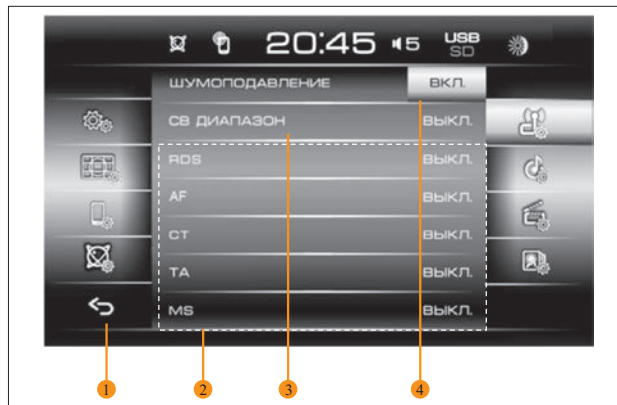 20:45 5 USB
SD
ШУМОПОДАВЛЕНИЕ ВКЛ.
СВ ДИАПАЗОН ВЫКЛ.
RDS ВЫКЛ.
AF ВЫКЛ.
CT ВЫКЛ.
TA ВЫКЛ.
MS ВЫКЛ.
1 2 3 4